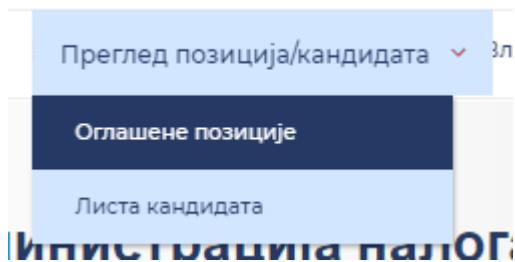 Преглед позиција/кандидата
Оглашене позиције
Листа кандидата